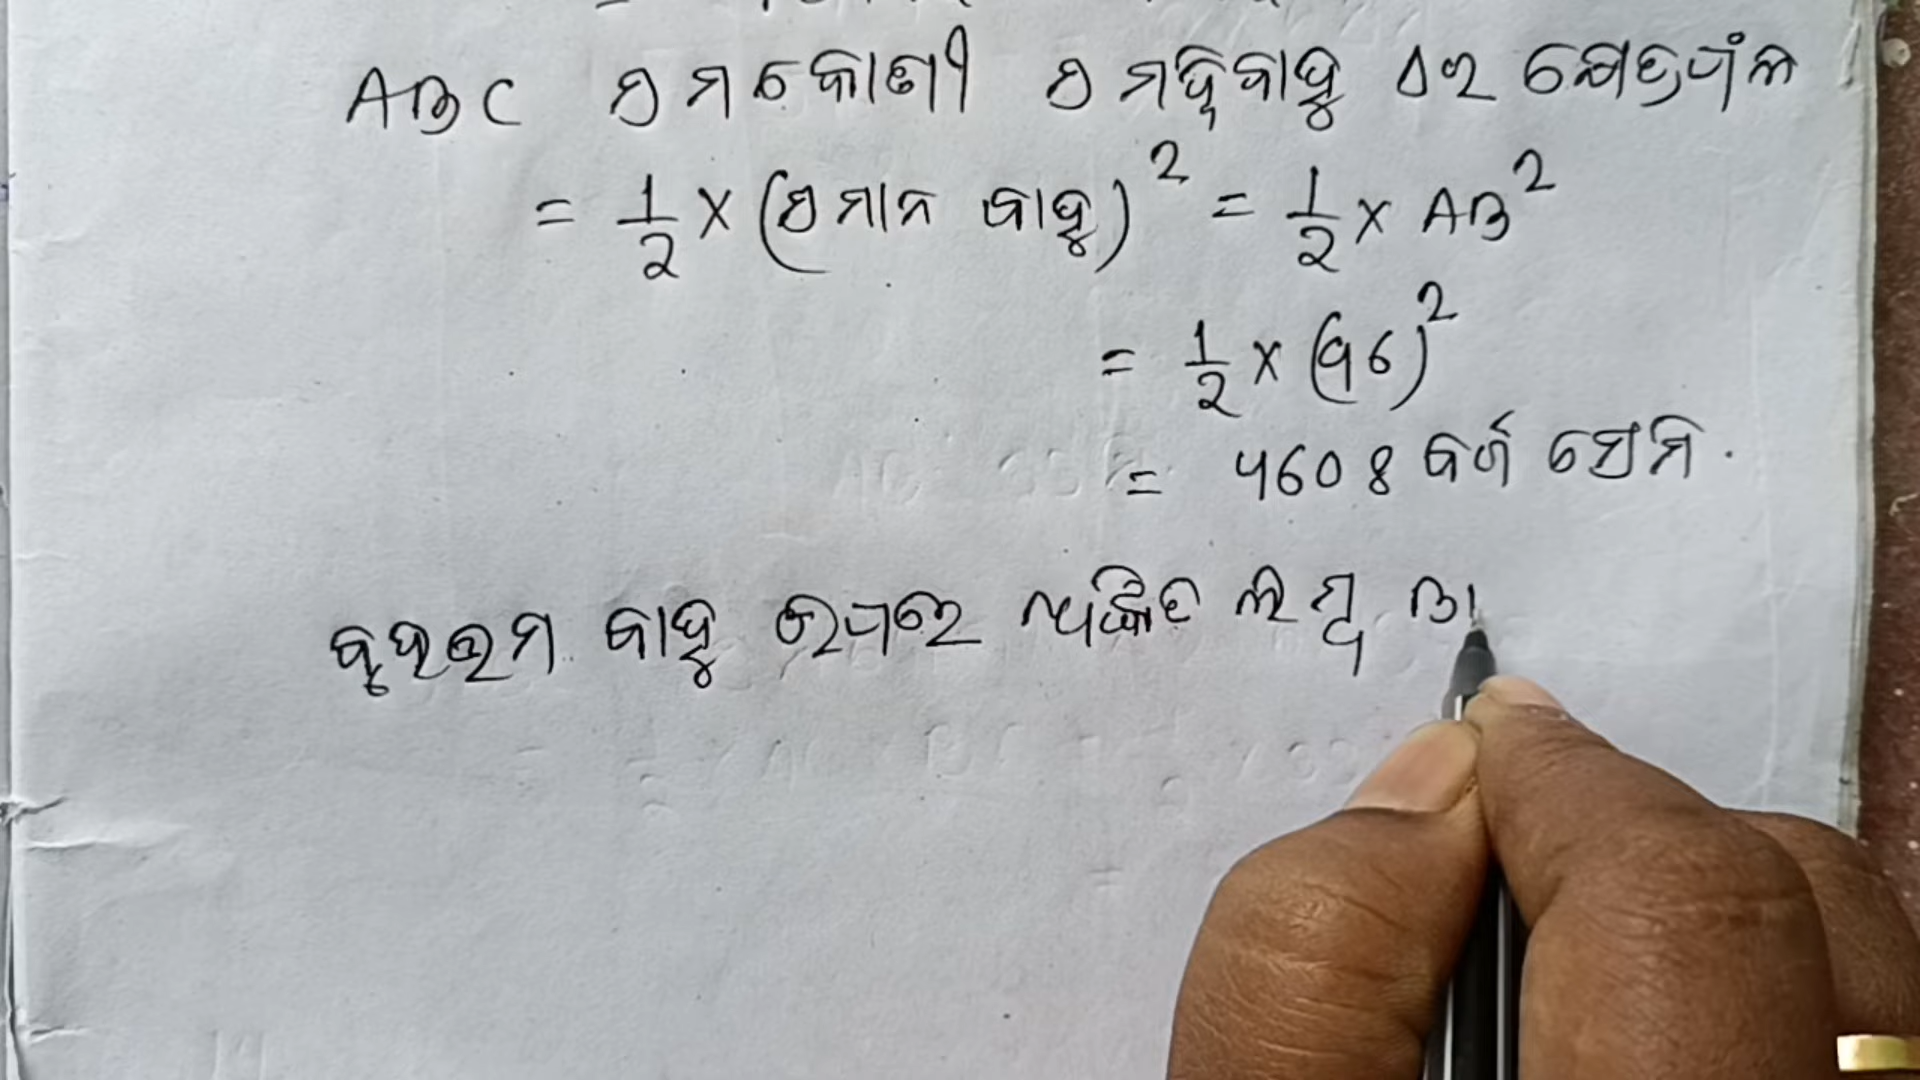 ABC ସମକୋଣୀ ସମଦ୍ୱିବାହୁ Δର କ୍ଷେତ୍ରଫଳ
= 1/2 × (ସମାନ ବାହୁ)² = 1/2 × AB²
= 1/2 × (96)²
= 4608 ବର୍ଗ ସେମି.
ବୃହତ୍ତମ ବାହୁ ଉପରେ ଅଙ୍କିତ ଲମ୍ବ